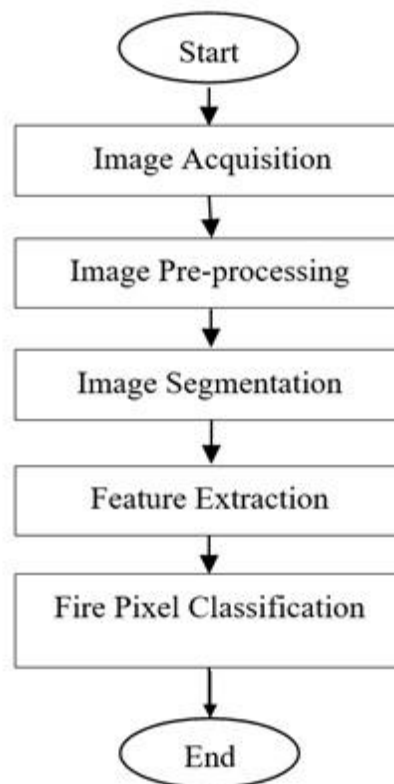 Start
Image Acquisition
Image Pre-processing
Image Segmentation
Feature Extraction
Fire Pixel Classification
End